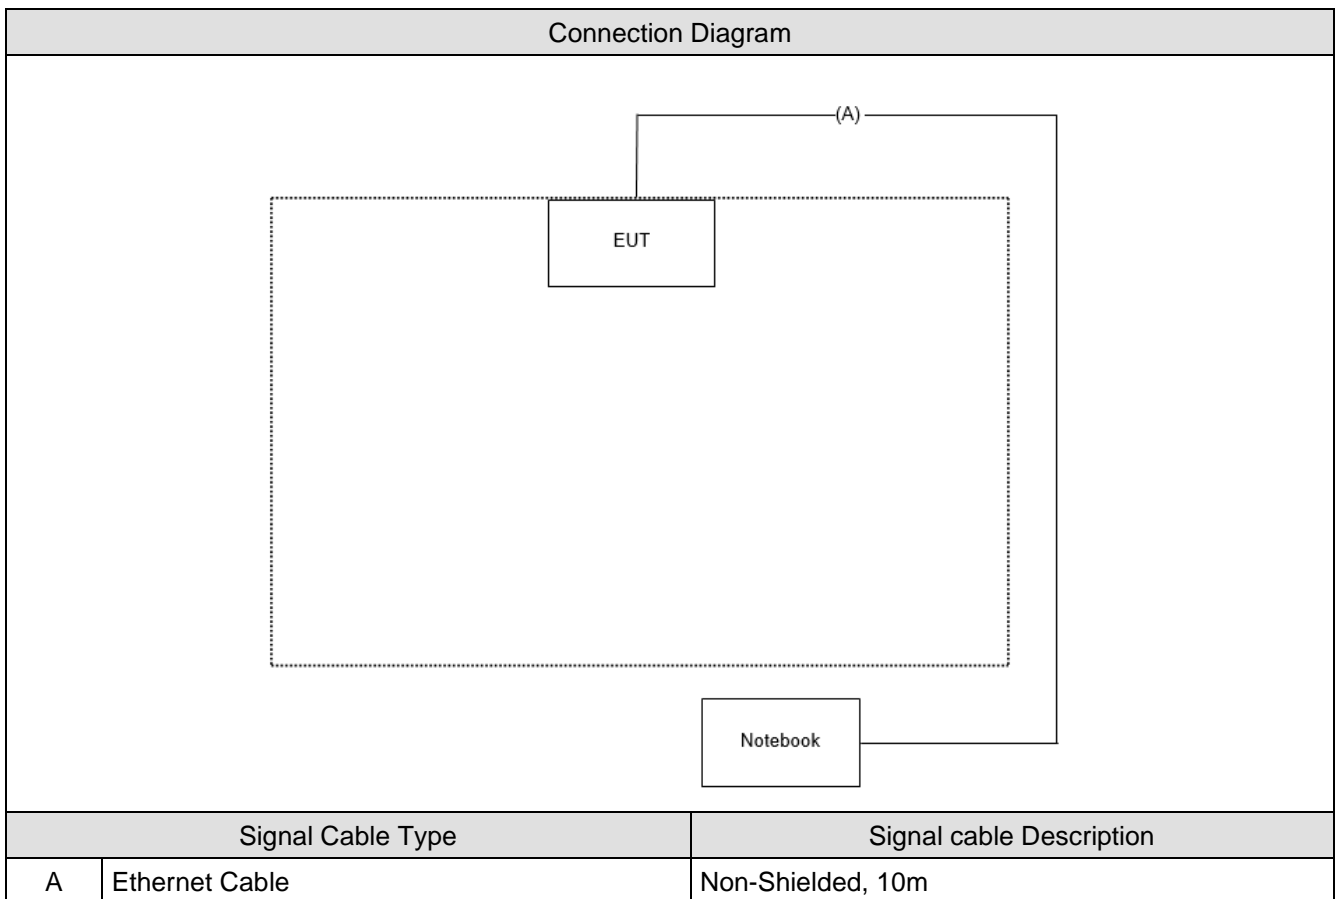 Connection Diagram
(A)
EUT
Notebook
Signal Cable Type Signal cable Description
A Ethernet Cable Non-Shielded, 10m